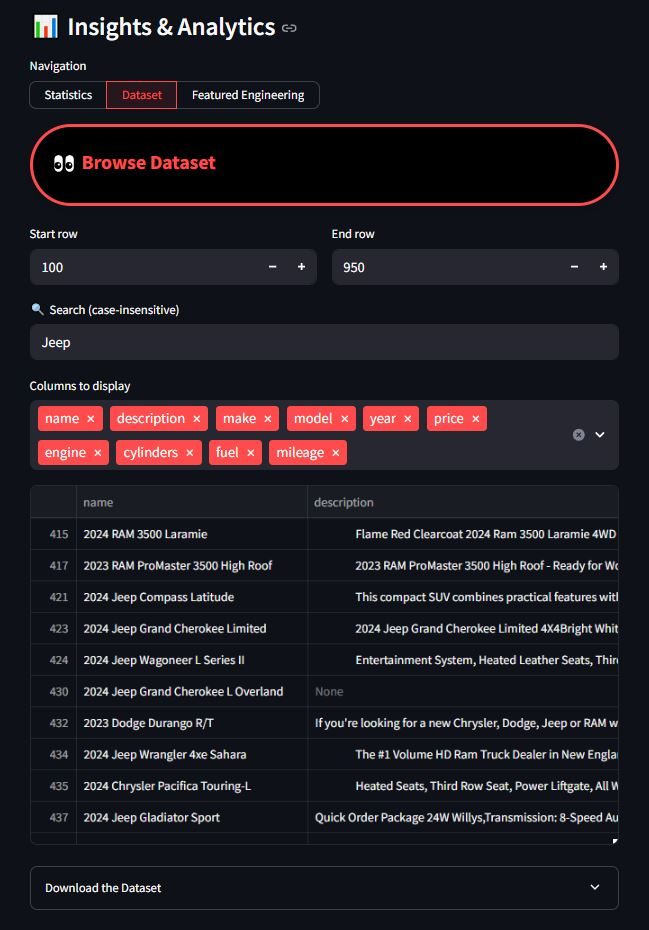 Insights & Analytics
Navigation
Statistics Dataset Featured Engineering
Browse Dataset
Start row End row
100 − + 950 − +
Search (case-insensitive)
Jeep
Columns to display
name × description × make × model × year × price ×
engine × cylinders × fuel × mileage ×
name description
415 2024 RAM 3500 Laramie Flame Red Clearcoat 2024 Ram 3500 Laramie 4WD
417 2023 RAM ProMaster 3500 High Roof 2023 RAM ProMaster 3500 High Roof - Ready for
421 2024 Jeep Compass Latitude This compact SUV combines practical features
423 2024 Jeep Grand Cherokee Limited 2024 Jeep Grand Cherokee Limited 4X4Bright
424 2024 Jeep Wagoneer L Series II Entertainment System, Heated Leather Seats,
430 2024 Jeep Grand Cherokee L Overland None
432 2023 Dodge Durango R/T If you're looking for a new Chrysler, Dodge, Jeep or RAM
434 2024 Jeep Wrangler 4xe Sahara The #1 Volume HD Ram Truck Dealer in New
435 2024 Chrysler Pacifica Touring-L Heated Seats, Third Row Seat, Power Liftgate, All
437 2024 Jeep Gladiator Sport Quick Order Package 24W Willys,Transmission: 8-Speed
Download the Dataset